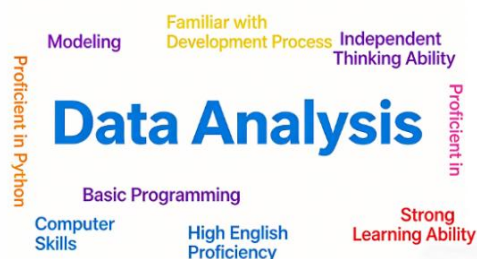 Familiar with
Development Process
Modeling
Independent
Thinking Ability
Proficient in Python
Data Analysis
Proficient in
Basic Programming
Computer
Skills
High English
Proficiency
Strong
Learning Ability